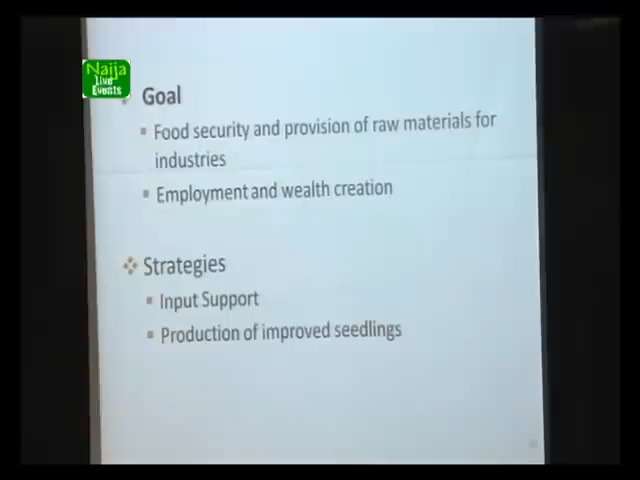 Naija
Live
Events
Goal
Food security and provision of raw materials for
industries
Employment and wealth creation
Strategies
Input Support
Production of improved seedlings